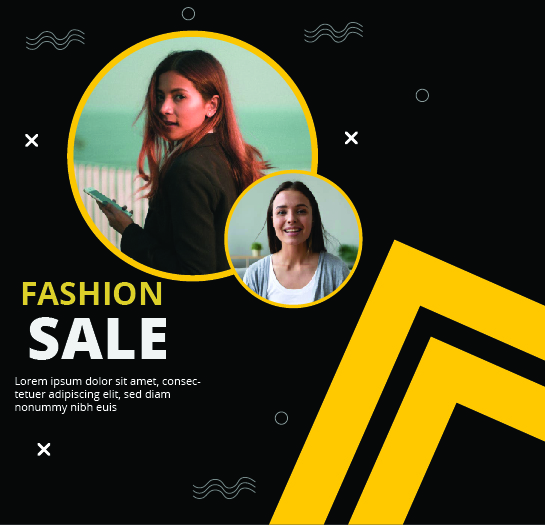 FASHION
SALE
Lorem ipsum dolor sit amet, consec-
tetuer adipiscing elit, sed diam
nonummy nibh euis